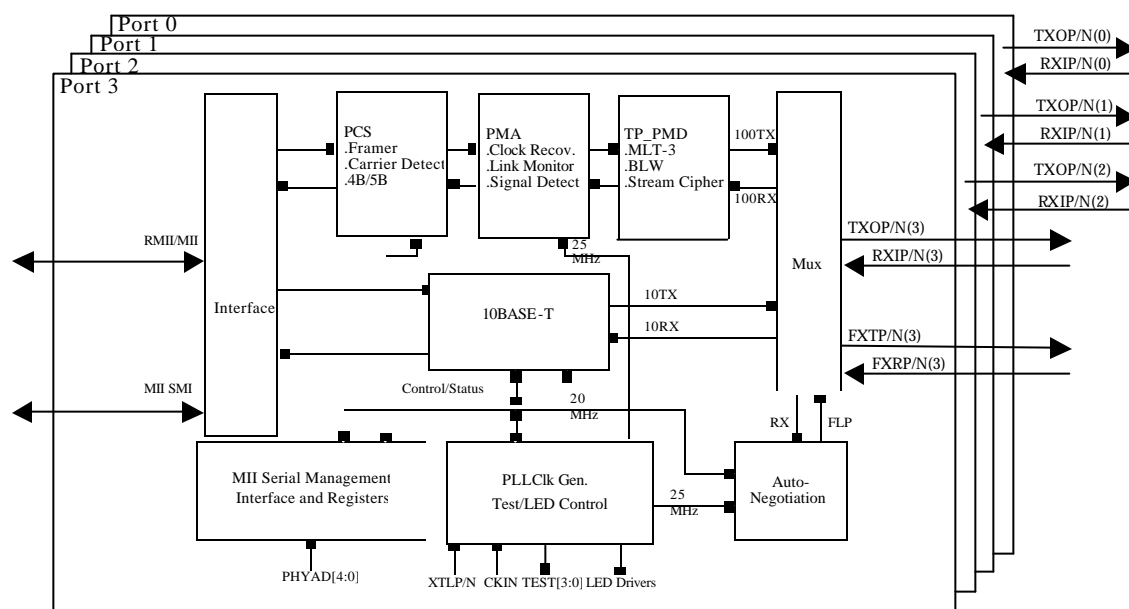 Port 0
Port 1
Port 2
Port 3
TXOP/N(0)
RXIP/N(0)
TXOP/N(1)
RXIP/N(1)
TXOP/N(2)
RXIP/N(2)
TXOP/N(3)
RXIP/N(3)
FXTP/N(3)
FXRP/N(3)
PCS
.Framer
.Carrier Detect
.4B/5B
PMA
.Clock Recov.
.Link Monitor
.Signal Detect
TP_PMD
.MLT-3
.BLW
.Stream Cipher
100TX
100RX
Mux
RMII/MII
Interface
MII SMI
25
MHz
10BASE-T
10TX
10RX
Control/Status
20
MHz
RX
FLP
MII Serial Management
Interface and Registers
PLLClk Gen.
Test/LED Control
25
MHz
Auto-
Negotiation
PHYAD[4:0]
XTLP/N
CKIN
TEST[3:0]
LED Drivers